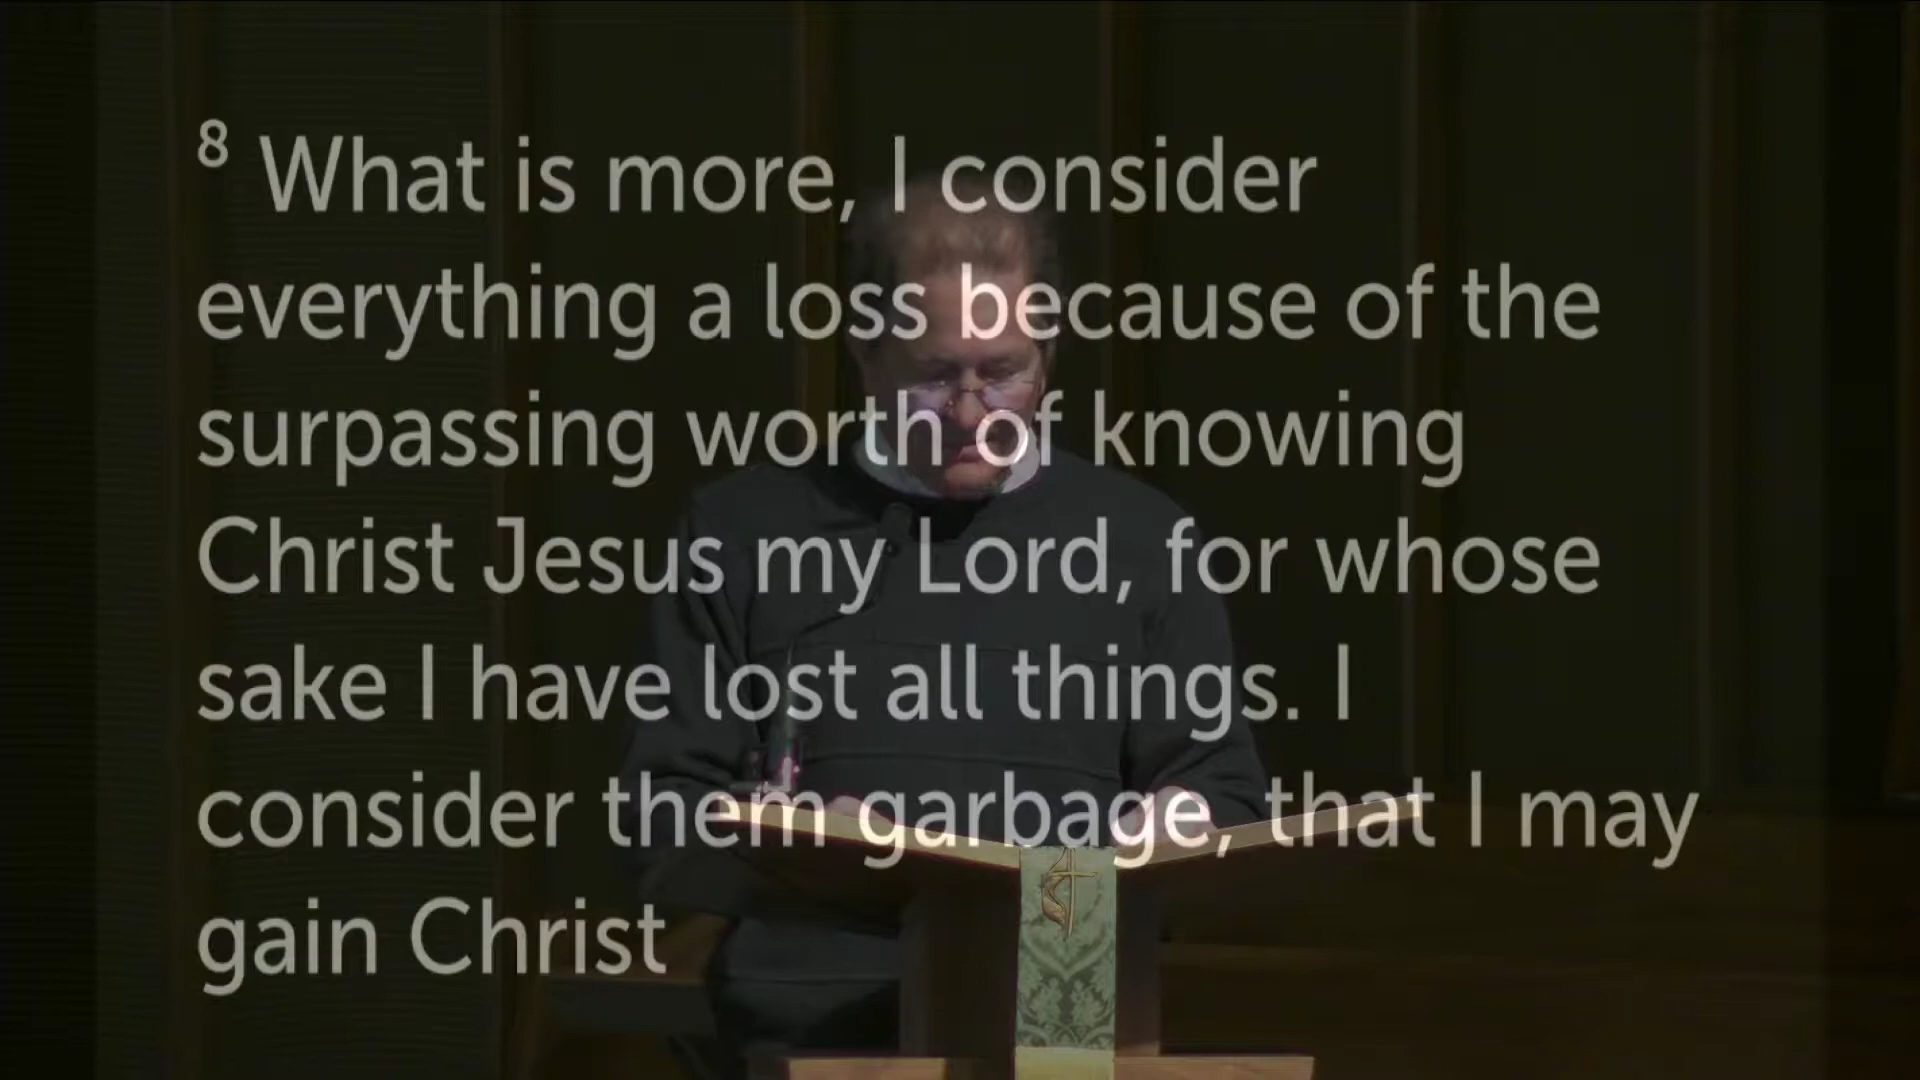 8 What is more, I consider
everything a loss because of the
surpassing worth of knowing
Christ Jesus my Lord, for whose
sake I have lost all things. I
consider them garbage, that I may
gain Christ